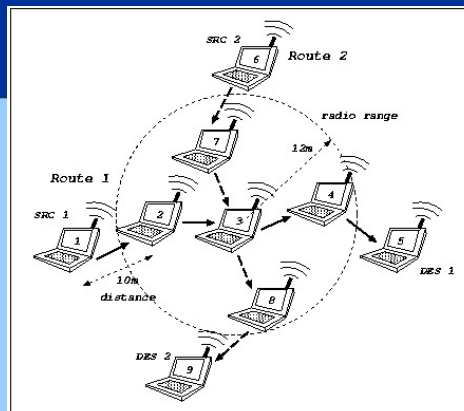 SRC 2
6
Route 2
radio range
7
12m
Route 1
4
2
SRC 1
3
1
5
10m
distance
DES 1
8
DES 2
9